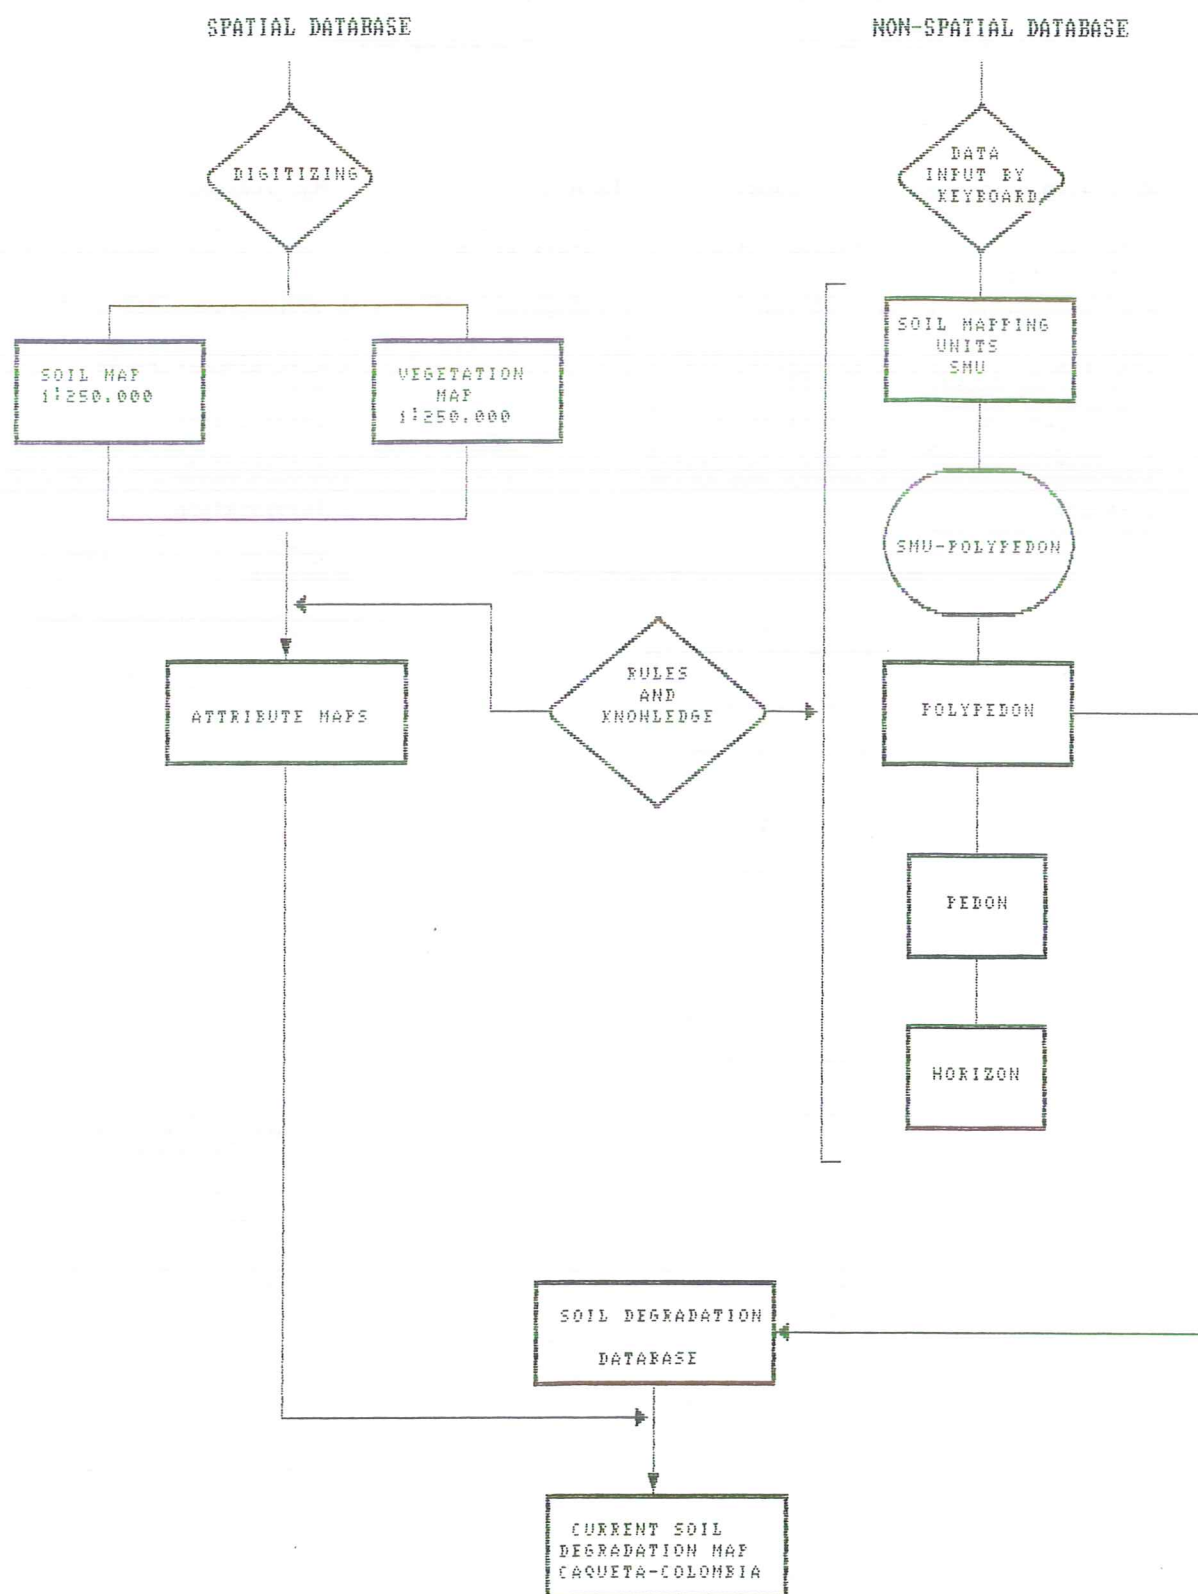 SPATIAL DATABASE
NON-SPATIAL DATABASE
DIGITIZING
DATA
INPUT BY
KEYBOARD
SOIL MAPPING
UNITS
SMU
SOIL MAP
1:250.000
VEGETATION
MAP
1:250.000
SMU-POLYPEDON
RULES
AND
KNOWLEDGE
ATTRIBUTE MAPS
POLYPEDON
PEDON
HORIZON
SOIL DEGRADATION
DATABASE
CURRENT SOIL
DEGRADATION MAP
CAQUETA-COLOMBIA